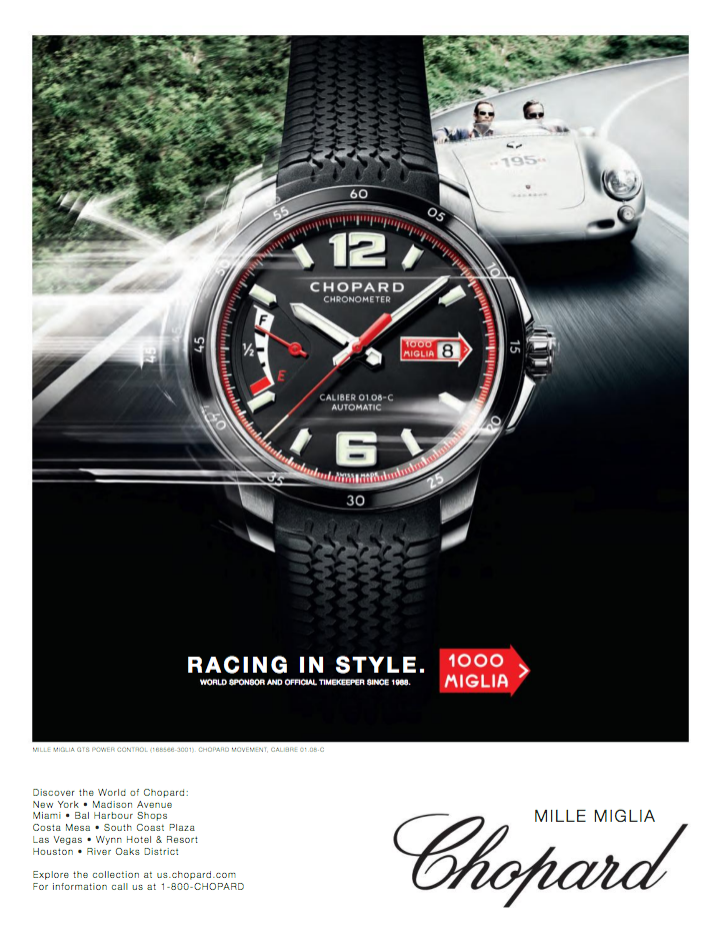 60
55
05
50
10
12
CHOPARD
CHRONOMETER
F
1/2
E
45
45
1000
MIGLIA
8
15
CALIBER 01.08-C
AUTOMATIC
40
20
6
SWISS MADE
35
25
30
"195"
RACING IN STYLE.
WORLD SPONSOR AND OFFICIAL TIMEKEEPER SINCE 1988.
1000
MIGLIA
MILLE MIGLIA GTS POWER CONTROL (168566-3001). CHOPARD MOVEMENT, CALIBRE 01.08-C
Discover the World of Chopard:
New York • Madison Avenue
Miami • Bal Harbour Shops
Costa Mesa • South Coast Plaza
Las Vegas • Wynn Hotel & Resort
Houston • River Oaks District
Explore the collection at us.chopard.com
For information call us at 1-800-CHOPARD
MILLE MIGLIA
Chopard